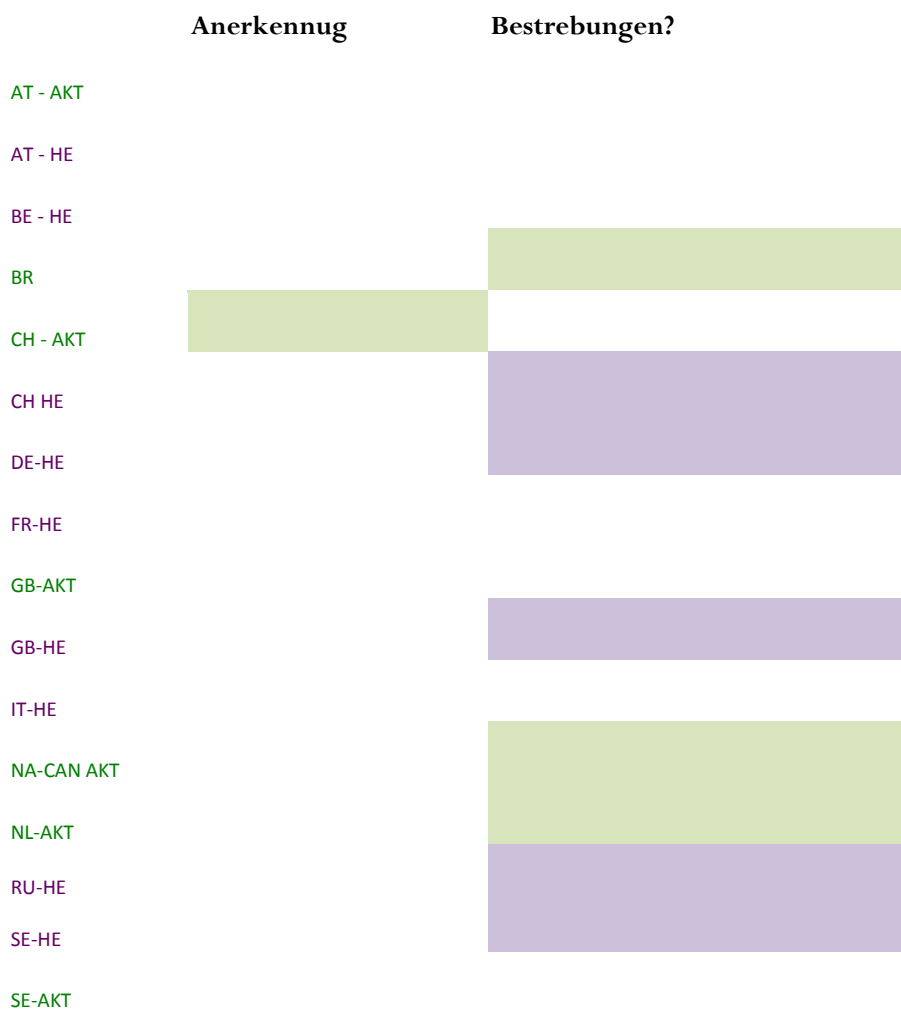 Anerkennug Bestrebungen?
AT - AKT
AT - HE
BE - HE
BR
CH - AKT
CH HE
DE-HE
FR-HE
GB-AKT
GB-HE
IT-HE
NA-CAN AKT
NL-AKT
RU-HE
SE-HE
SE-AKT